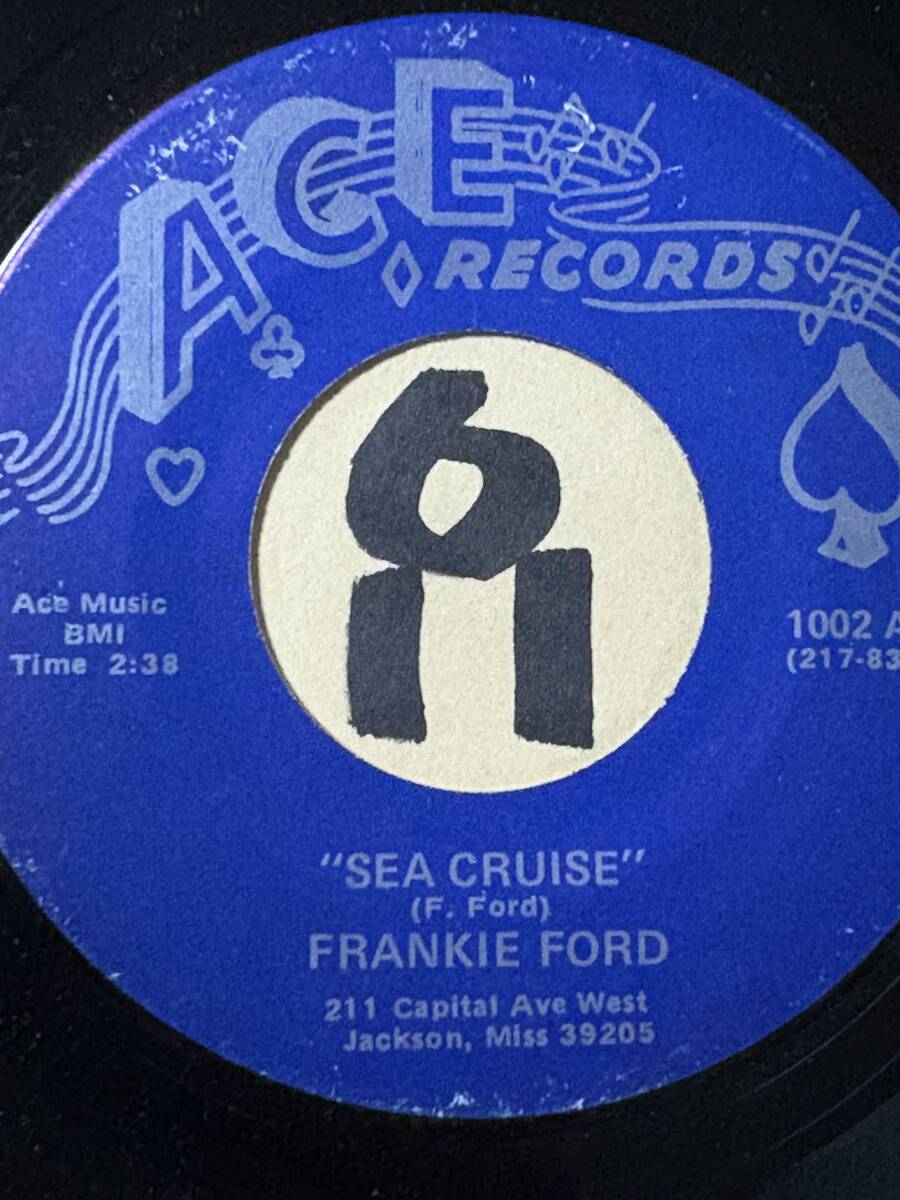 ACE
RECORDS
6
11
Ace Music
BMI
Time 2:38
1002 A
(217-83
"SEA CRUISE"
(F. Ford)
FRANKIE FORD
211 Capital Ave West
Jackson, Miss 39205